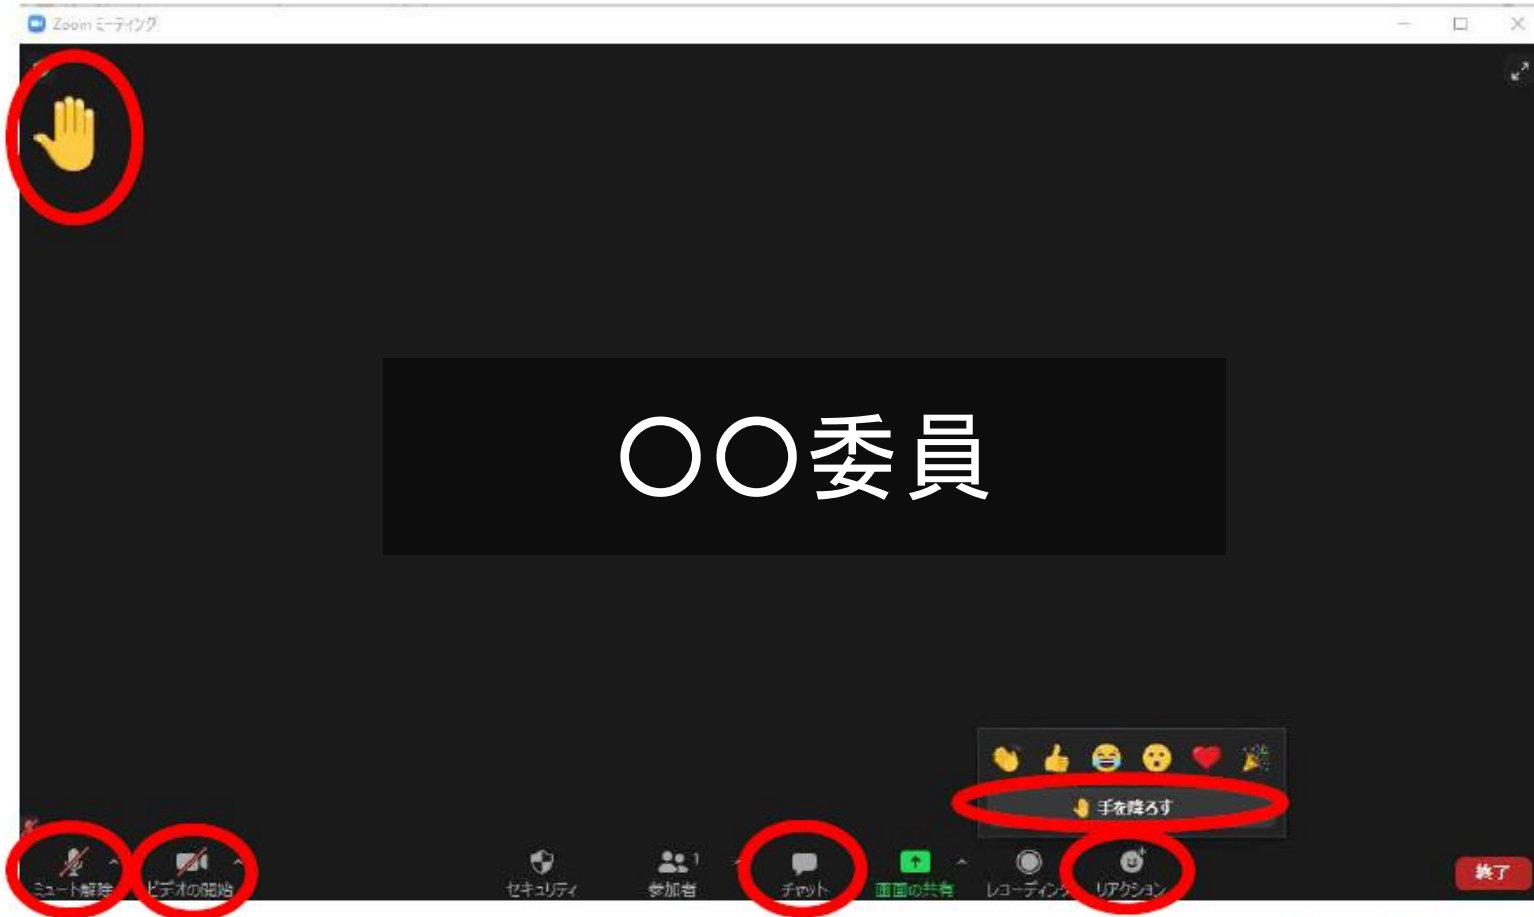 Zoom ミーティング
〇〇委員
手を降ろす
ミュート解除
ビデオの開始
セキュリティ
1
参加者
チャット
画面の共有
レコーディング
リアクション
終了